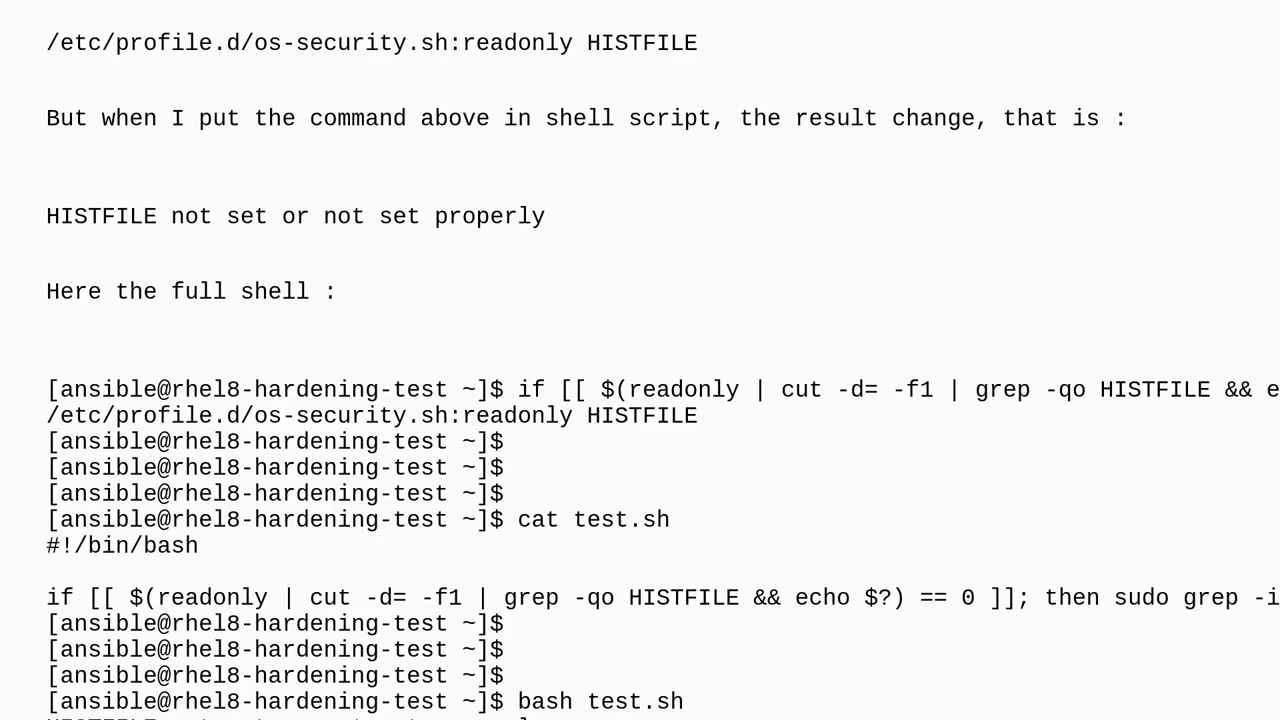 /etc/profile.d/os-security.sh:readonly HISTFILE
But when I put the command above in shell script, the result change, that is :
HISTFILE not set or not set properly
Here the full shell :
[ansible@rhel8-hardening-test ~]$ if [[ $(readonly | cut -d= -f1 | grep -qo HISTFILE && e
/etc/profile.d/os-security.sh:readonly HISTFILE
[ansible@rhel8-hardening-test ~]$
[ansible@rhel8-hardening-test ~]$
[ansible@rhel8-hardening-test ~]$
[ansible@rhel8-hardening-test ~]$ cat test.sh
#!/bin/bash
if [[ $(readonly | cut -d= -f1 | grep -qo HISTFILE && echo $?) == 0 ]]; then sudo grep -i
[ansible@rhel8-hardening-test ~]$
[ansible@rhel8-hardening-test ~]$
[ansible@rhel8-hardening-test ~]$
[ansible@rhel8-hardening-test ~]$ bash test.sh